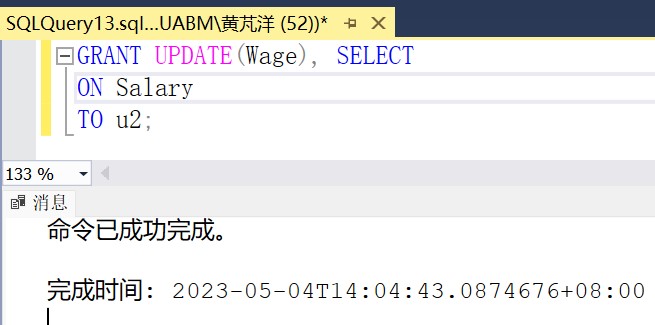 SQLQuery13.sql...UABM\黄芃洋 (52))*
GRANT UPDATE(Wage), SELECT
ON Salary
TO u2;
133 %
消息
命令已成功完成。
完成时间: 2023-05-04T14:04:43.0874676+08:00